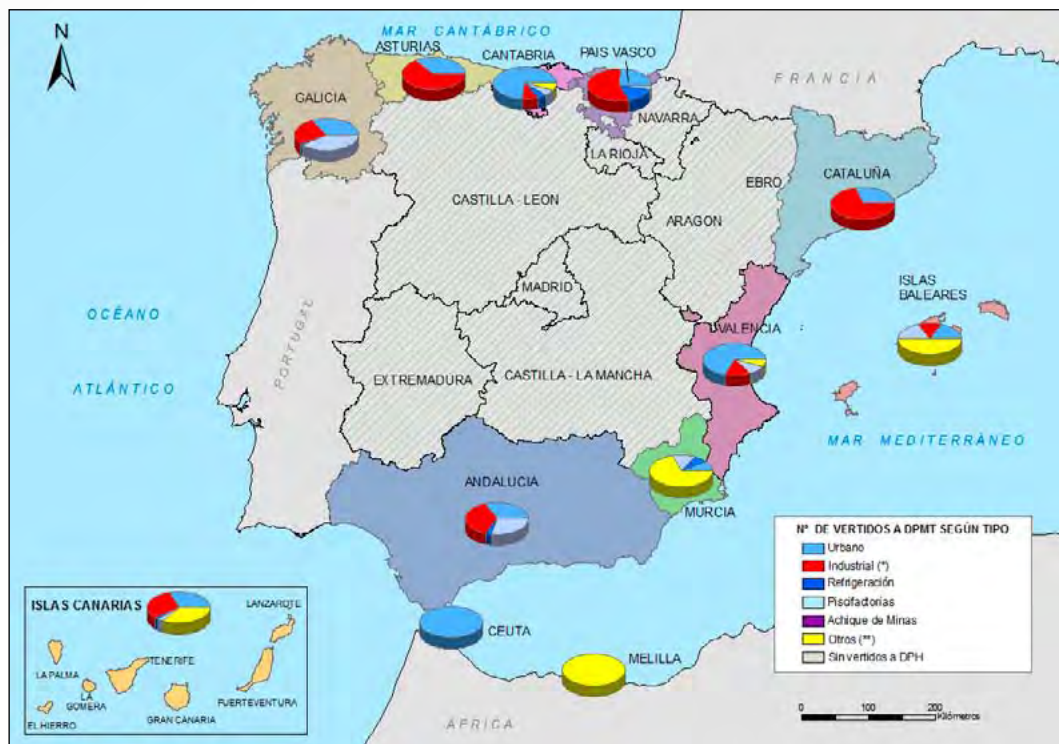 N
MAR CANTÁBRICO
ASTURIAS
CANTABRIA
PAIS VASCO
FRANCIA
GALICIA
NAVARRA
LA RIOJA
EBRO
CATALUÑA
CASTILLA - LEON
ARAGON
ISLAS
BALEARES
MADRID
OCÉANO
ATLÁNTICO
PORTUGAL
VALENCIA
EXTREMADURA
CASTILLA - LA MANCHA
MAR MEDITERRÀNEO
ANDALUCIA
MURCIA
Nº DE VERTIDOS A DPMT SEGÚN TIPO
Urbano
Industrial (*)
Refrigeración
Piscifactorías
Achique de Minas
Otros (**)
Sin vertidos a DPH
ISLAS CANARIAS
LANZAROTE
LA PALMA
TENERIFE
LA
GOMERA
FUERTEVENTURA
EL HIERRO
GRAN CANARIA
CEUTA
MELILLA
AFRICA
0 100 200
Kilómetros